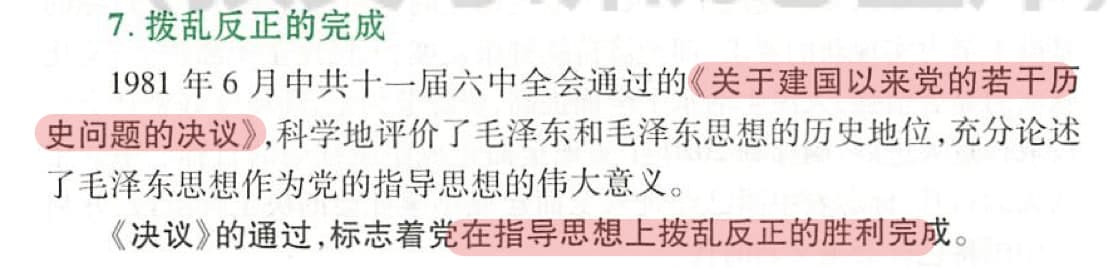 7. 拨乱反正的完成
1981 年 6 月中共十一届六中全会通过的《关于建国以来党的若干历
史问题的决议》,科学地评价了毛泽东和毛泽东思想的历史地位,充分论述
了毛泽东思想作为党的指导思想的伟大意义。
《决议》的通过,标志着党在指导思想上拨乱反正的胜利完成。